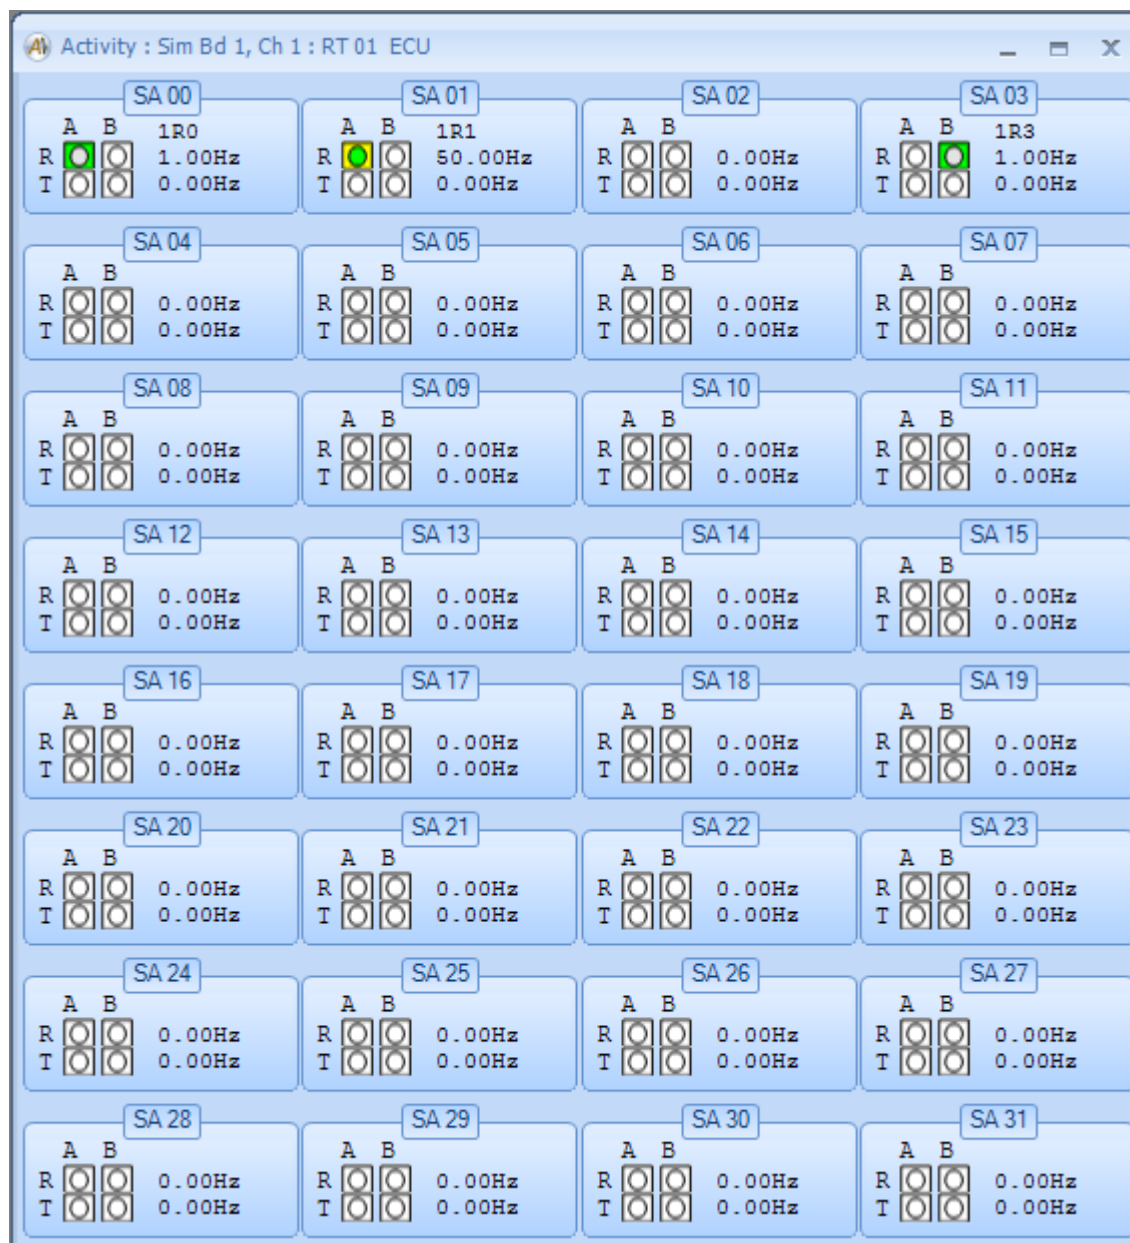 Activity : Sim Bd 1, Ch 1 : RT 01 ECU
SA 00 SA 01 SA 02 SA 03
A B 1R0 A B 1R1 A B A B 1R3
R 1.00Hz R 50.00Hz R 0.00Hz R 1.00Hz
T 0.00Hz T 0.00Hz T 0.00Hz T 0.00Hz
SA 04 SA 05 SA 06 SA 07
A B A B A B A B
R 0.00Hz R 0.00Hz R 0.00Hz R 0.00Hz
T 0.00Hz T 0.00Hz T 0.00Hz T 0.00Hz
SA 08 SA 09 SA 10 SA 11
A B A B A B A B
R 0.00Hz R 0.00Hz R 0.00Hz R 0.00Hz
T 0.00Hz T 0.00Hz T 0.00Hz T 0.00Hz
SA 12 SA 13 SA 14 SA 15
A B A B A B A B
R 0.00Hz R 0.00Hz R 0.00Hz R 0.00Hz
T 0.00Hz T 0.00Hz T 0.00Hz T 0.00Hz
SA 16 SA 17 SA 18 SA 19
A B A B A B A B
R 0.00Hz R 0.00Hz R 0.00Hz R 0.00Hz
T 0.00Hz T 0.00Hz T 0.00Hz T 0.00Hz
SA 20 SA 21 SA 22 SA 23
A B A B A B A B
R 0.00Hz R 0.00Hz R 0.00Hz R 0.00Hz
T 0.00Hz T 0.00Hz T 0.00Hz T 0.00Hz
SA 24 SA 25 SA 26 SA 27
A B A B A B A B
R 0.00Hz R 0.00Hz R 0.00Hz R 0.00Hz
T 0.00Hz T 0.00Hz T 0.00Hz T 0.00Hz
SA 28 SA 29 SA 30 SA 31
A B A B A B A B
R 0.00Hz R 0.00Hz R 0.00Hz R 0.00Hz
T 0.00Hz T 0.00Hz T 0.00Hz T 0.00Hz